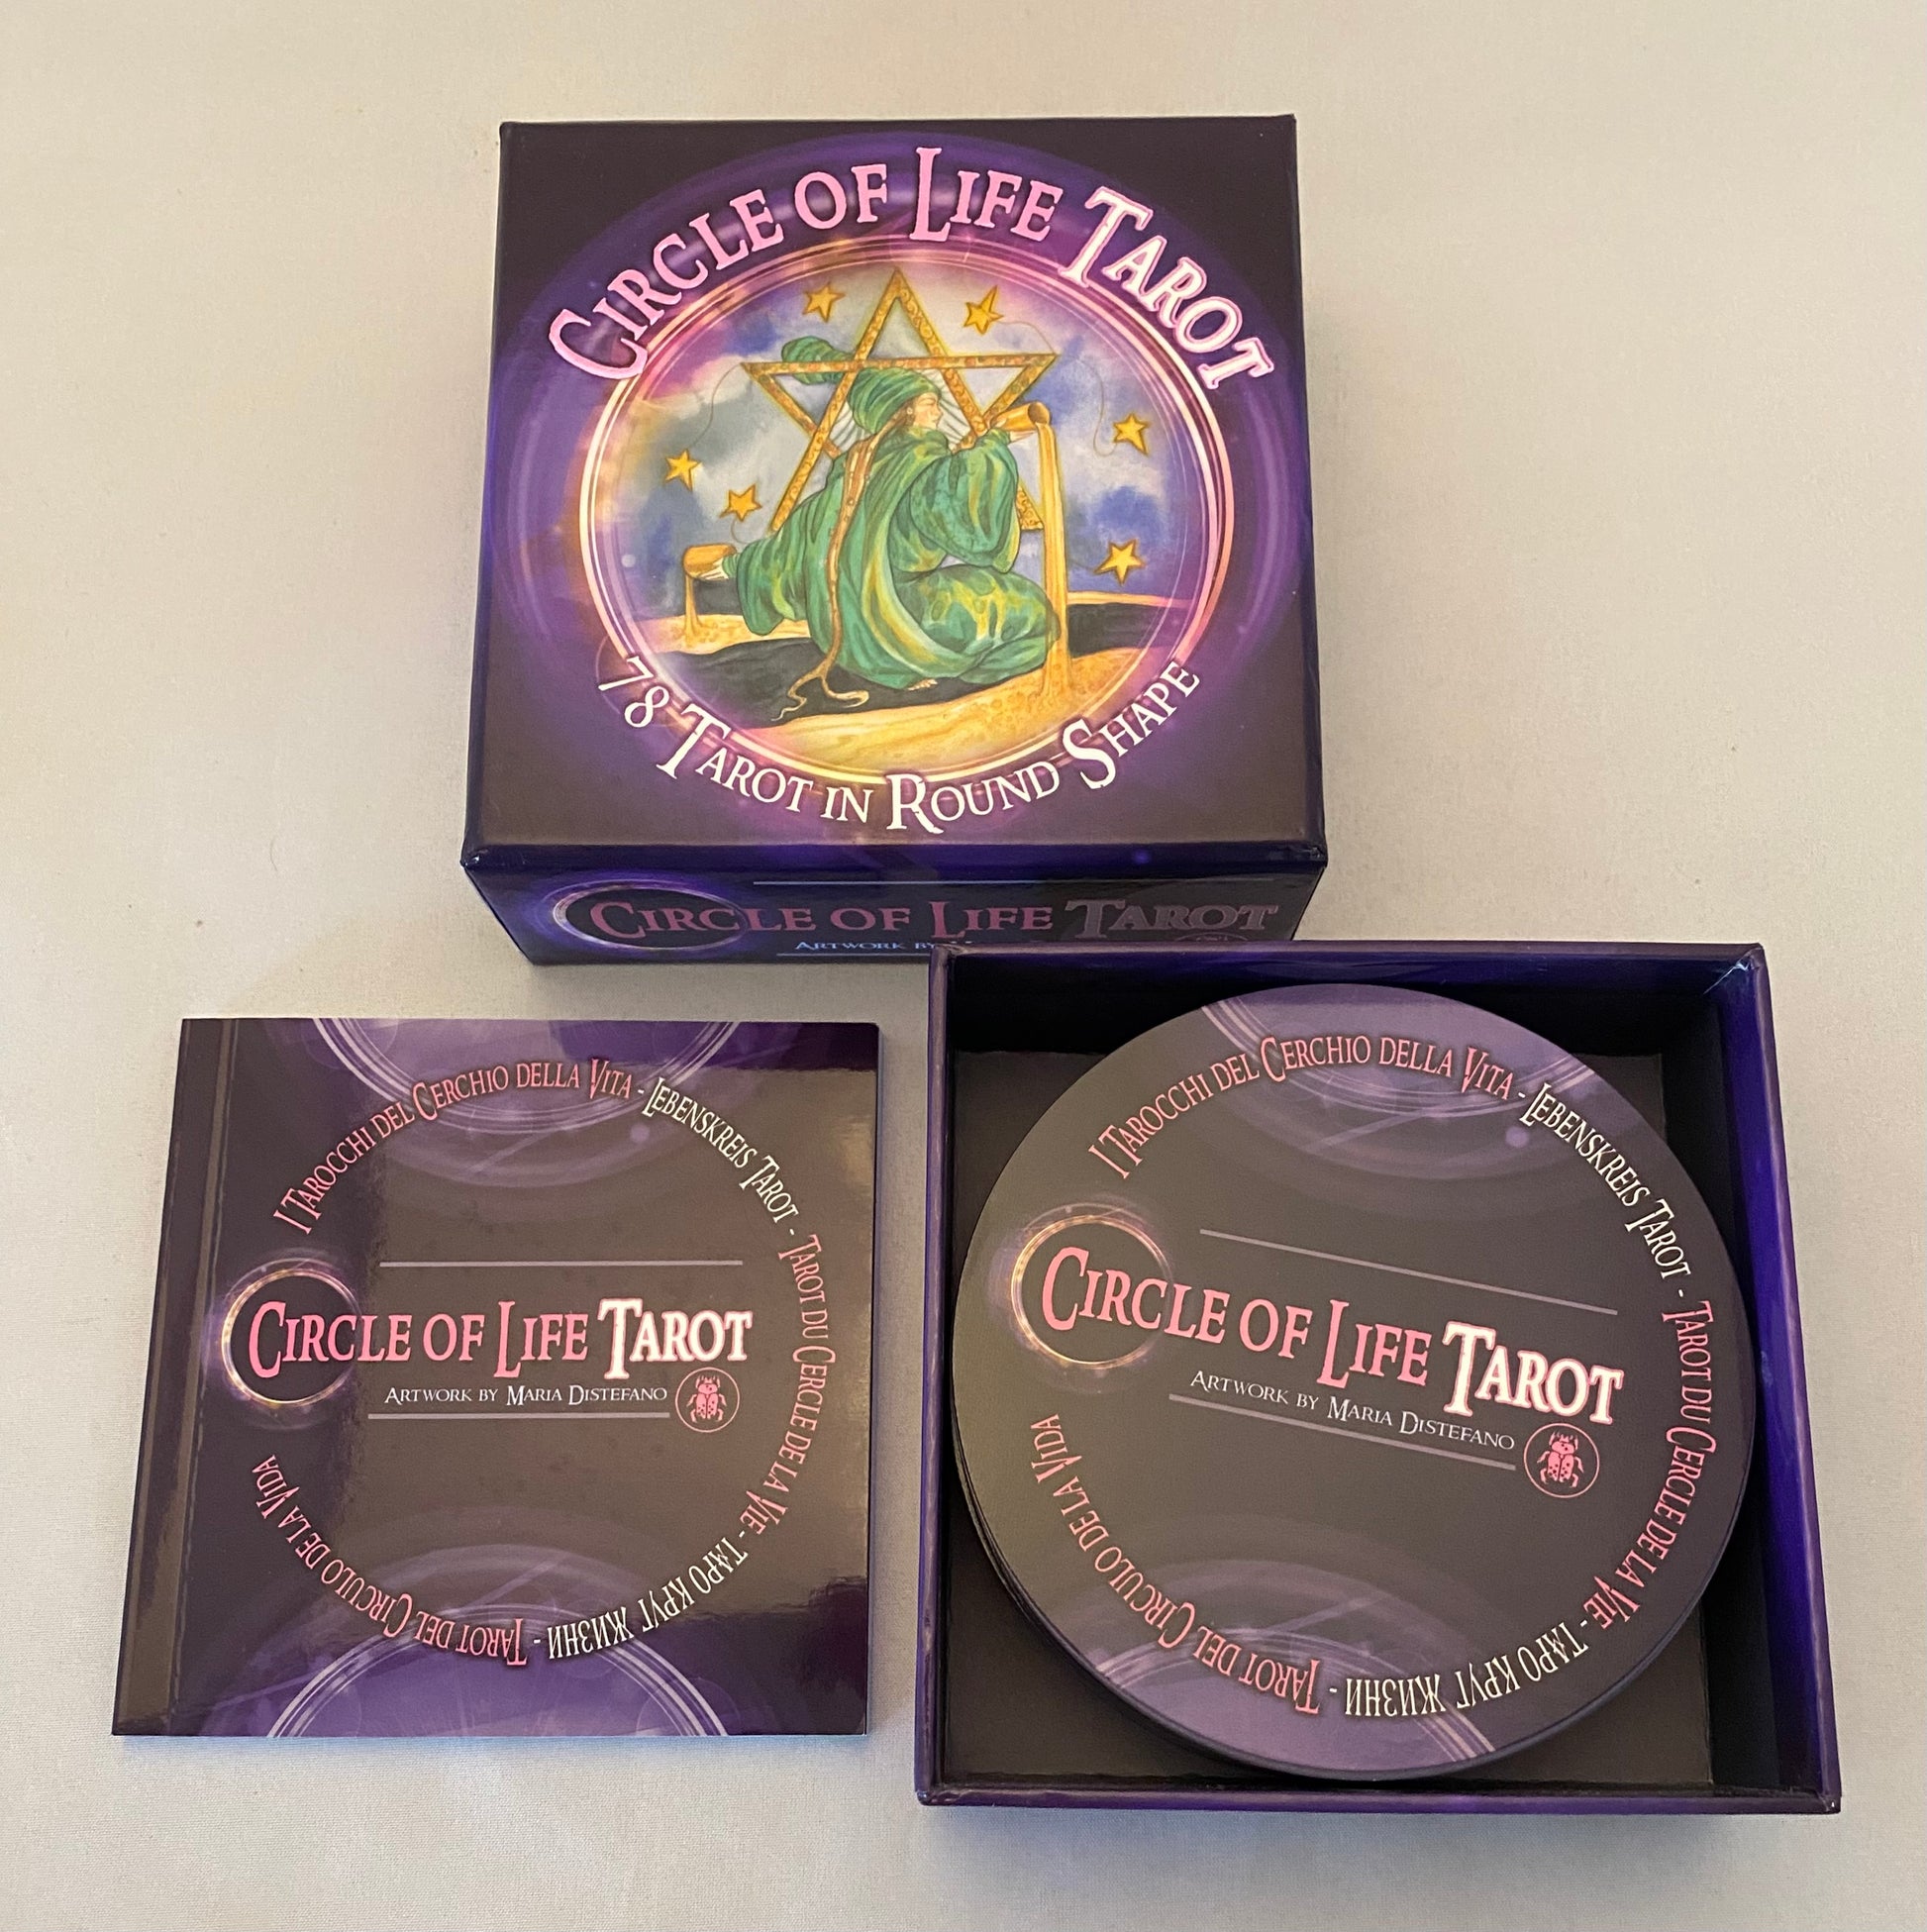 CIRCLE OF LIFE TAROT
78 TAROT IN ROUND SHAPE
CIRCLE OF LIFE TAROT
ARTWORK BY
I TAROCCHI DEL CERCHIO DELLA VITA - LEBENSKREIS TAROT - TAROT DU CERCLE DE LA VIE - ТАРО КРУГ ЖИЗНИ - TAROT DEL CIRCULO DE LA VIDA
CIRCLE OF LIFE TAROT
ARTWORK BY MARIA DISTEFANO
I TAROCCHI DEL CERCHIO DELLA VITA - LEBENSKREIS TAROT - TAROT DU CERCLE DE LA VIE - ТАРО КРУГ ЖИЗНИ - TAROT DEL CIRCULO DE LA VIDA
CIRCLE OF LIFE TAROT
ARTWORK BY MARIA DISTEFANO